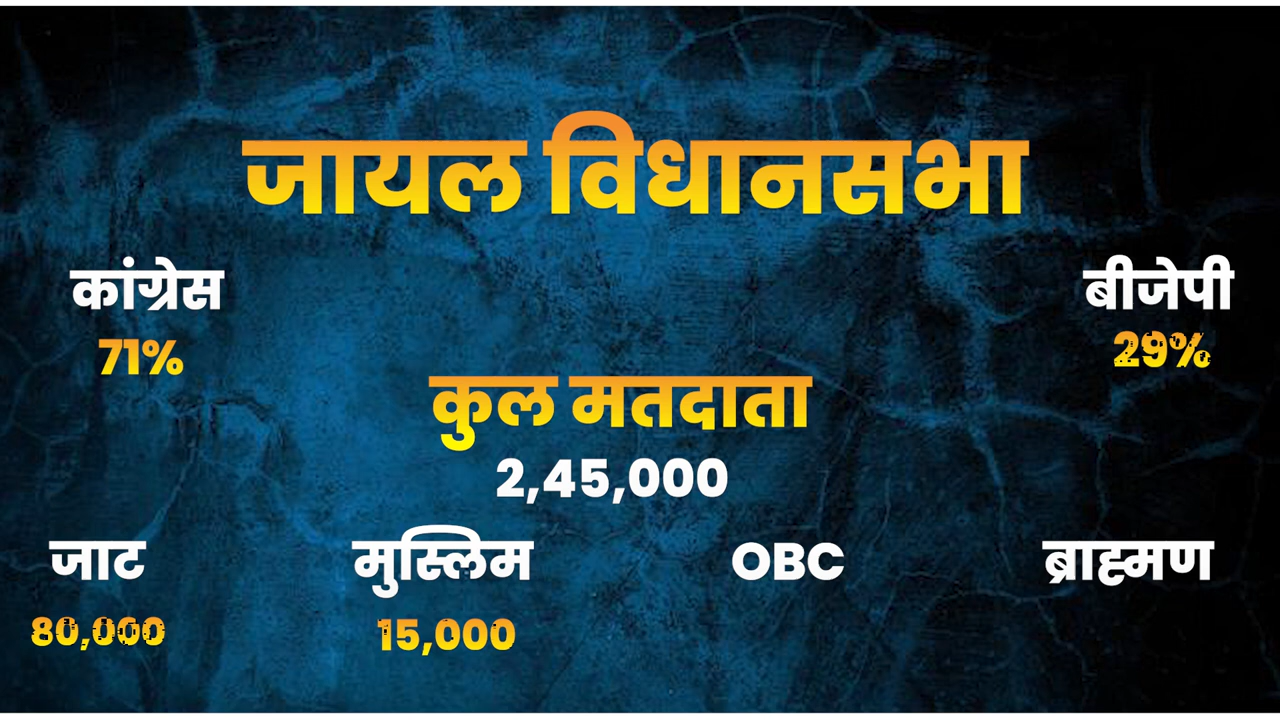 जायल विधानसभा
कांग्रेस
बीजेपी
71%
29%
कुल मतदाता
2,45,000
जाट
मुस्लिम
OBC
ब्राह्मण
80,000
15,000